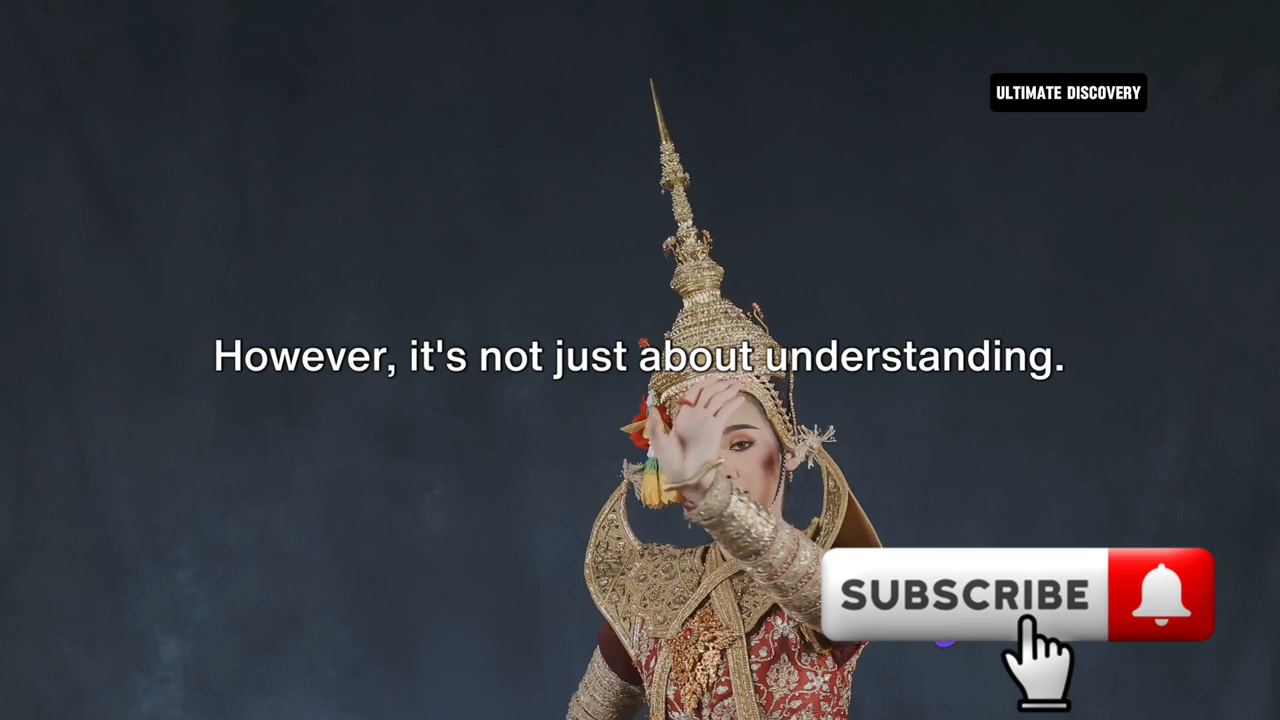 ULTIMATE DISCOVERY
However, it's not just about understanding.
SUBSCRIBE